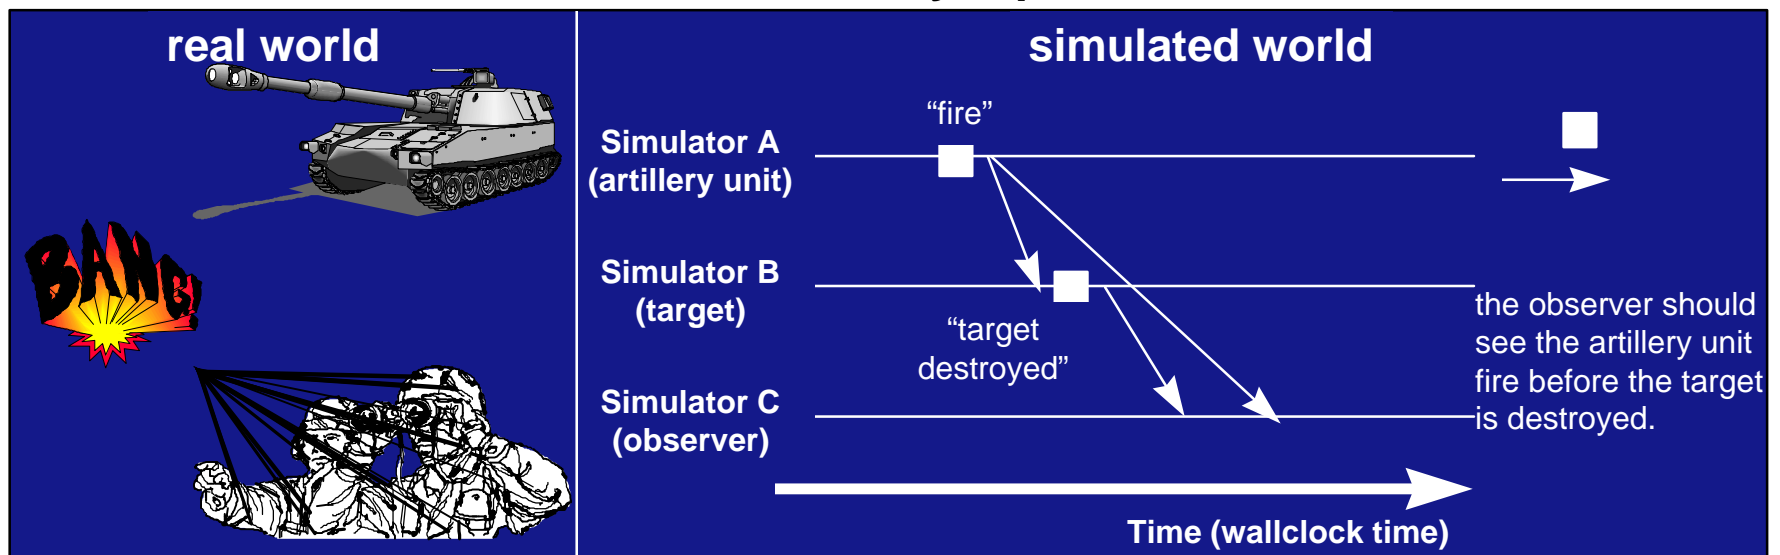 real world
BANG!
simulated world
“fire”
Simulator A
(artillery unit)
Simulator B
(target)
“target
destroyed”
Simulator C
(observer)
the observer should
see the artillery unit
fire before the target
is destroyed.
Time (wallclock time)